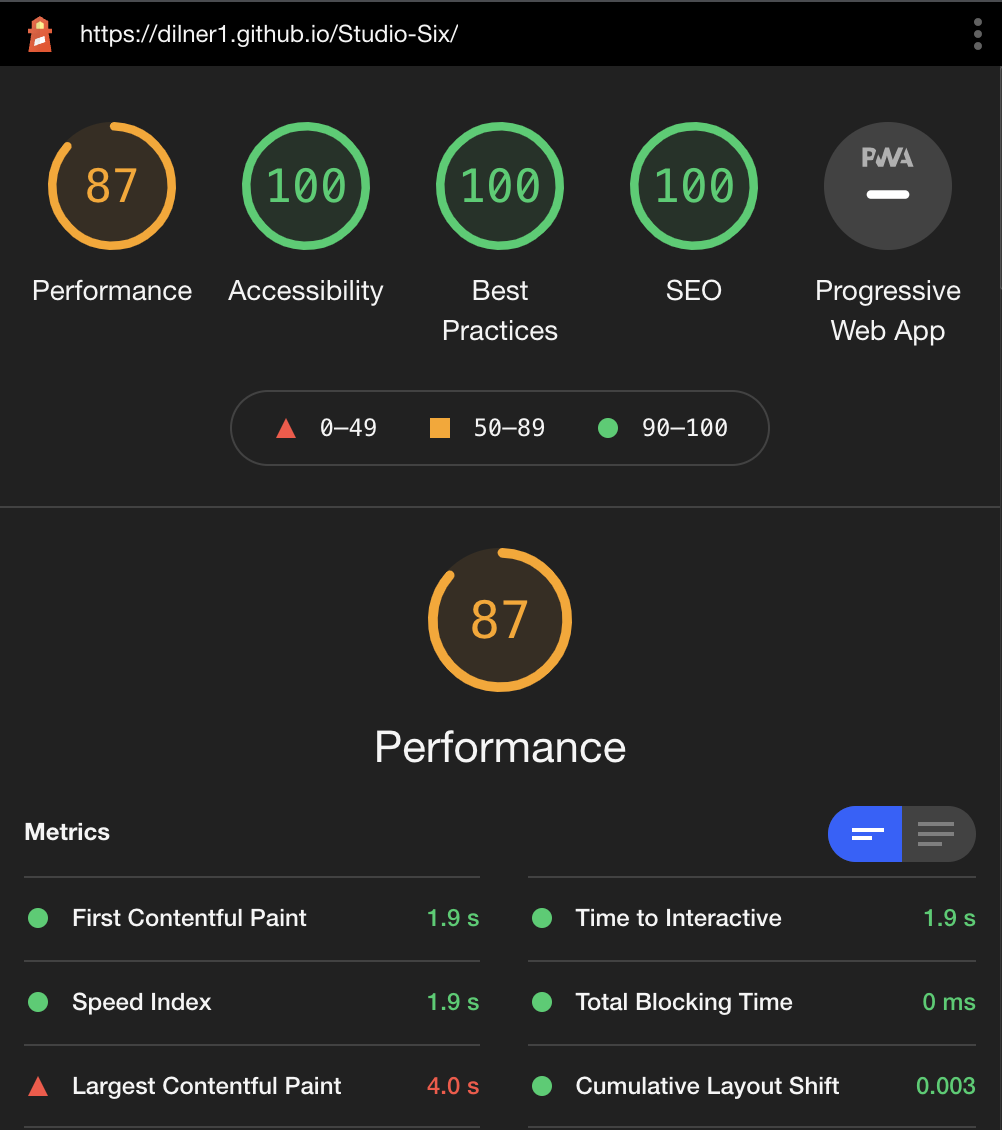 https://dilner1.github.io/Studio-Six/
87
100
100
100
PWA
Performance
Accessibility
Best
Practices
SEO
Progressive
Web App
0–49
50–89
90–100
87
Performance
Metrics
First Contentful Paint 1.9 s
Time to Interactive 1.9 s
Speed Index 1.9 s
Total Blocking Time 0 ms
Largest Contentful Paint 4.0 s
Cumulative Layout Shift 0.003